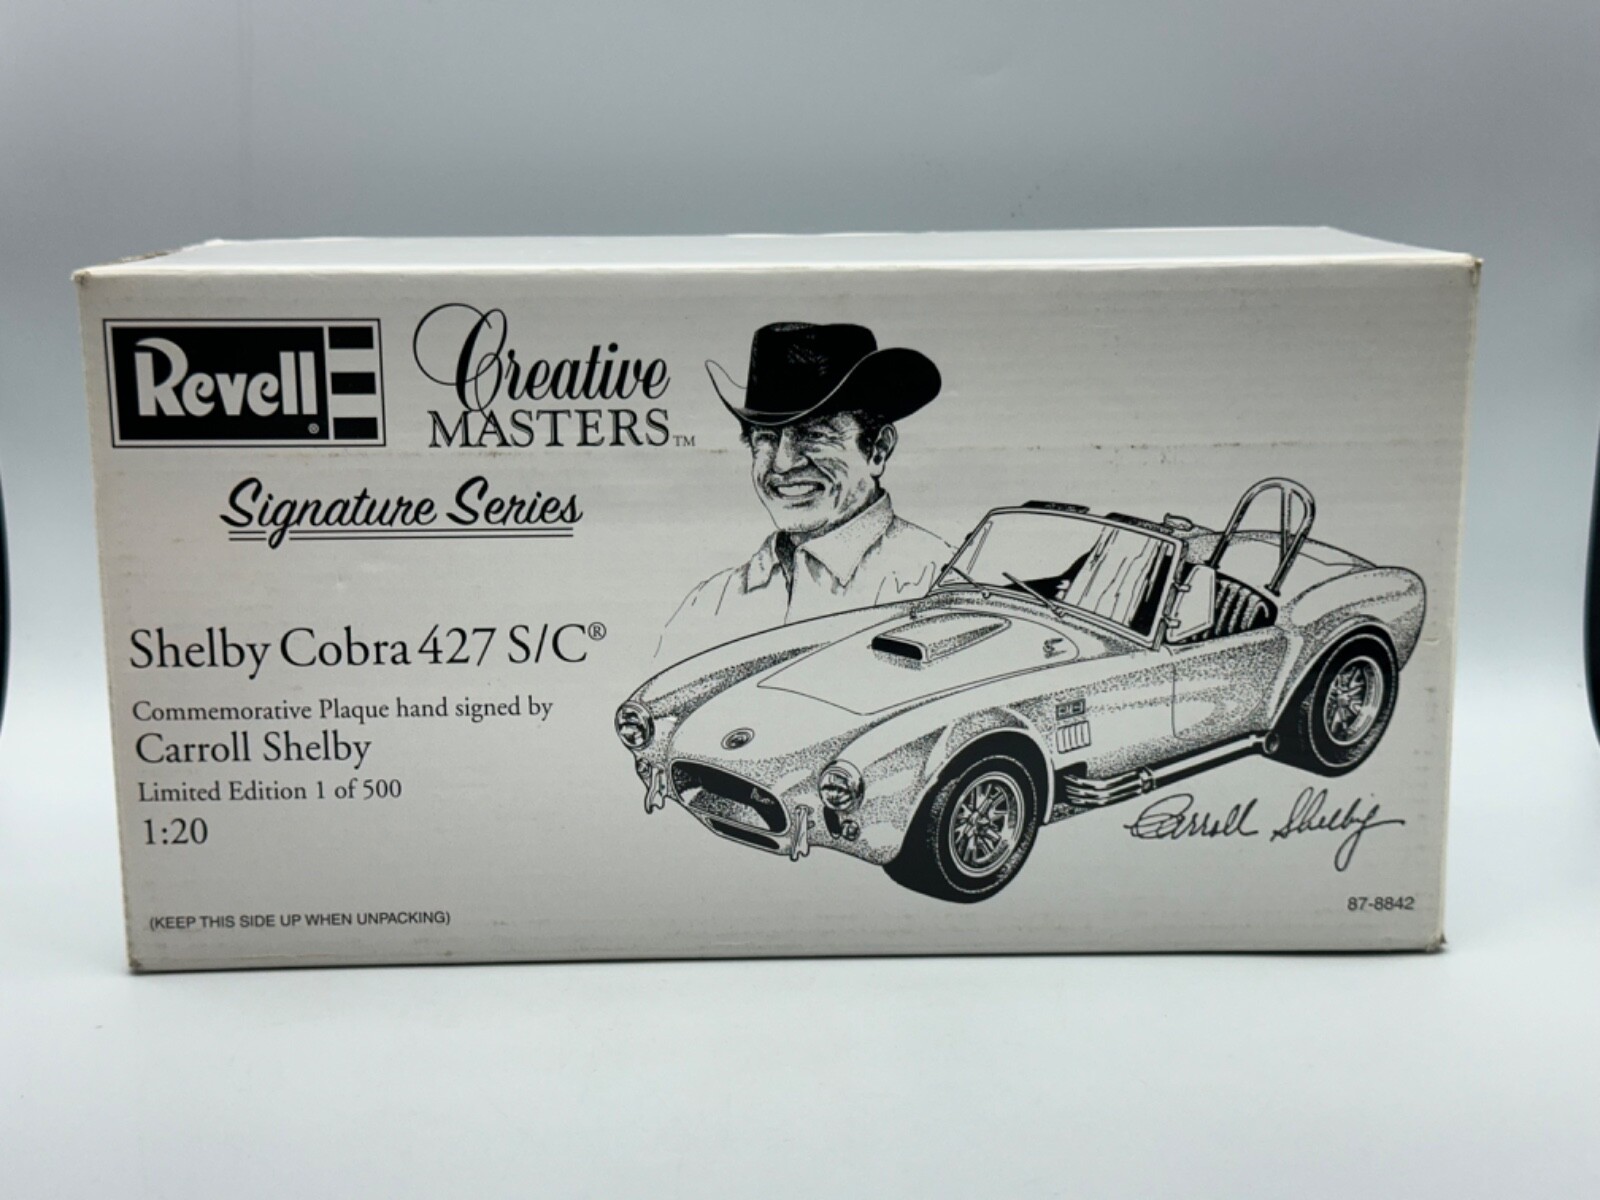 Revell®
Creative
MASTERS™
Signature Series
Shelby Cobra 427 S/C®
Commemorative Plaque hand signed by
Carroll Shelby
Limited Edition 1 of 500
1:20
(KEEP THIS SIDE UP WHEN UNPACKING)
Carroll Shelby
87-8842